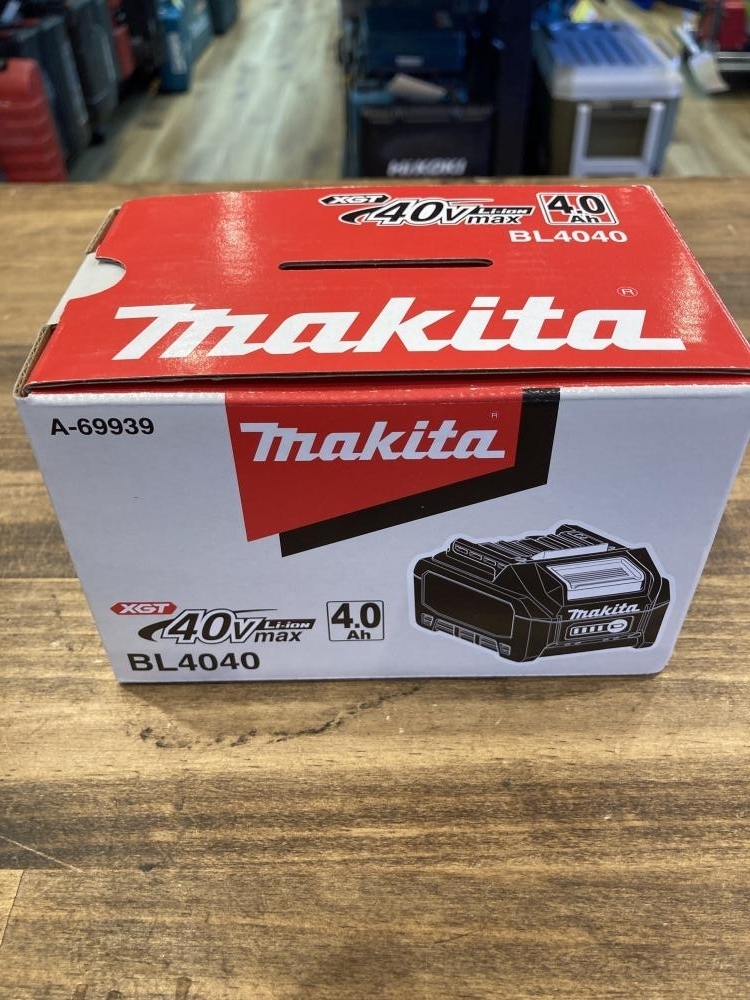 XGT
40Vmax Li-ion
4.0 Ah
BL4040
makita
®
A-69939
makita
®
XGT
40Vmax Li-ion
4.0 Ah
BL4040
makita
HiKOKI